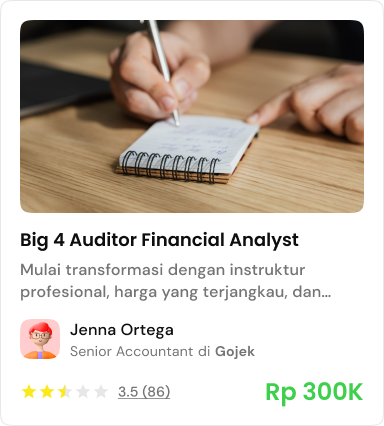 Big 4 Auditor Financial Analyst
Mulai transformasi dengan instruktur
profesional, harga yang terjangkau, dan...
Jenna Ortega
Senior Accountant di Gojek
3.5 (86)
Rp 300K